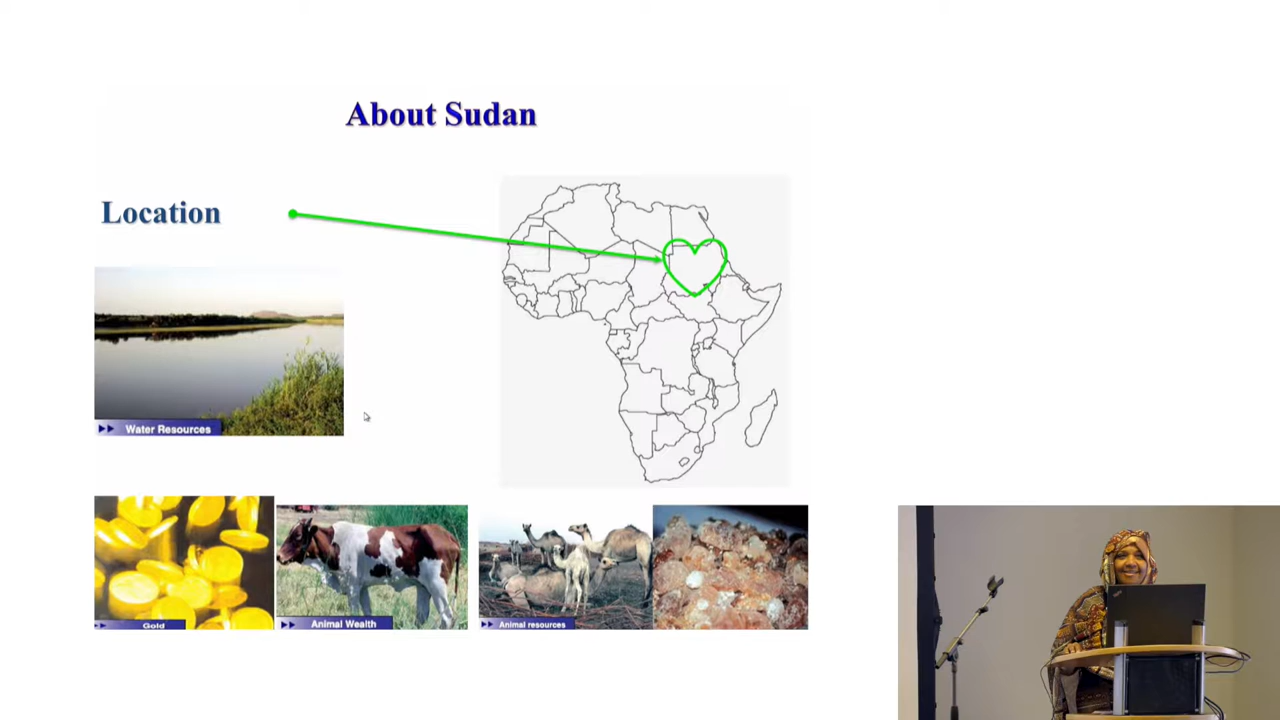 About Sudan
Location
Water Resources
Gold
Animal Wealth
Animal resources